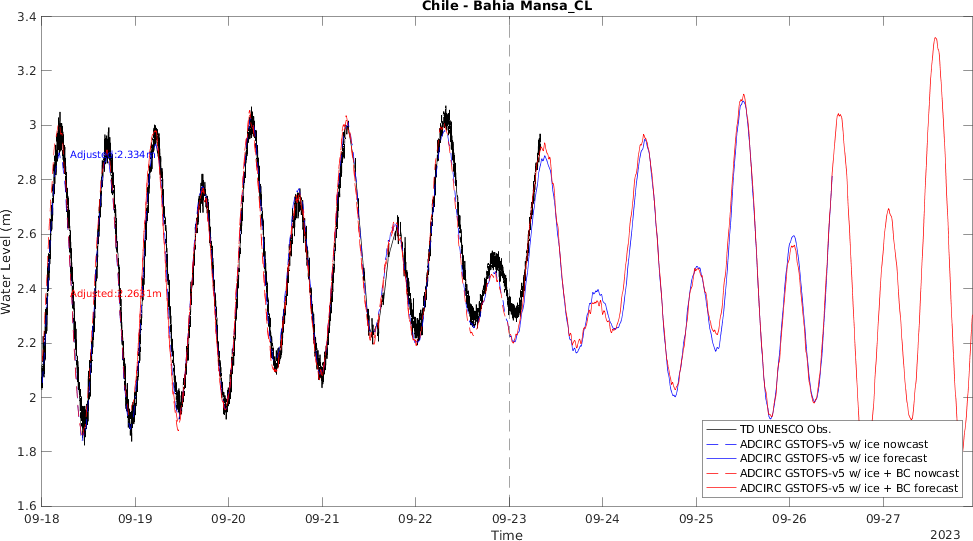 Chile - Bahia Mansa_CL
3.4
3.2
3
2.8
2.6
2.4
2.2
2
1.8
1.6
Water Level (m)
Adjusted:2.334m
TD UNESCO Obs.
ADCIRC GSTOFS-v5 w/ ice nowcast
ADCIRC GSTOFS-v5 w/ ice forecast
ADCIRC GSTOFS-v5 w/ ice + BC nowcast
ADCIRC GSTOFS-v5 w/ ice + BC forecast
09-18
09-19
09-20
09-21
09-22
09-23
09-24
09-25
09-26
09-27
Time
2023